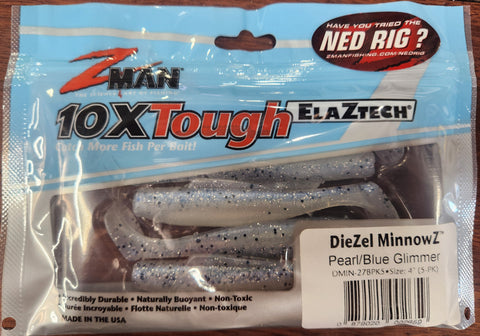 HAVE YOU TRIED THE
NED RIG?
ZMANFISHING.COM/NEDRIG
ZMAN
10XTough
ELAZTECH®
Catch More Fish Per Bait!
DieZel MinnowZ™
Pearl/Blue Glimmer
DMIN-278PK5•Size: 4" (5-PK)
Incredibly Durable • Naturally Buoyant • Non-Toxic
Durée Incroyable • Flotte Naturelle • Non-toxique
MADE IN THE USA